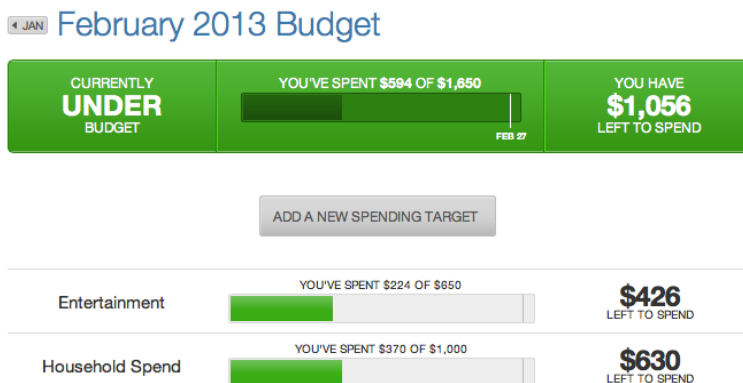 JAN
February 2013 Budget
CURRENTLY
UNDER
BUDGET
YOU'VE SPENT $594 OF $1,650
FEB 27
YOU HAVE
$1,056
LEFT TO SPEND
ADD A NEW SPENDING TARGET
Entertainment
YOU'VE SPENT $224 OF $650
$426
LEFT TO SPEND
Household Spend
YOU'VE SPENT $370 OF $1,000
$630
LEFT TO SPEND